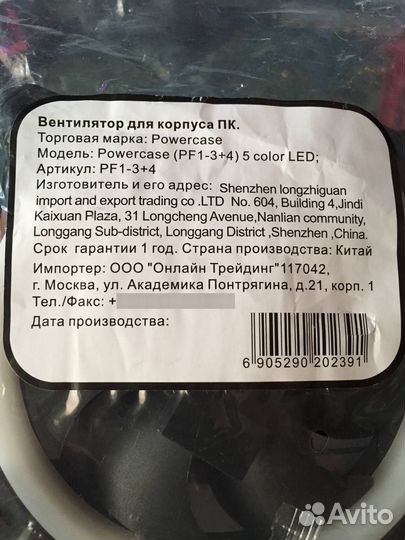 Вентилятор для корпуса ПК.
Торговая марка: Powercase
Модель: Powercase (PF1-3+4) 5 color LED;
Артикул: PF1-3+4
Изготовитель и его адрес: Shenzhen longzhiguan
import and export trading co .LTD No. 604, Building 4,Jindi
Kaixuan Plaza, 31 Longcheng Avenue,Nanlian community,
Longgang Sub-district, Longgang District ,Shenzhen ,China.
Срок гарантии 1 год. Страна производства: Китай
Импортер: ООО "Онлайн Трейдинг"117042,
г. Москва, ул. Академика Понтрягина, д.21, корп. 1
Тел./Факс: +
Дата производства:
6 905290 202391
Avito